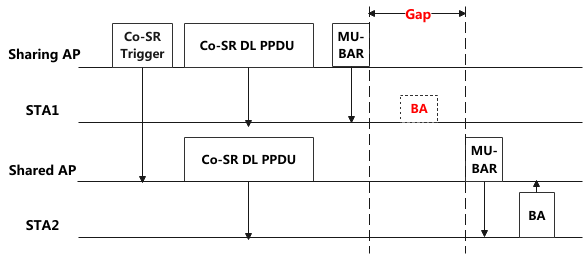 Gap
Co-SR
Trigger
Co-SR DL PPDU
MU-
BAR
Sharing AP
STA1
BA
Co-SR DL PPDU
MU-
BAR
Shared AP
BA
STA2